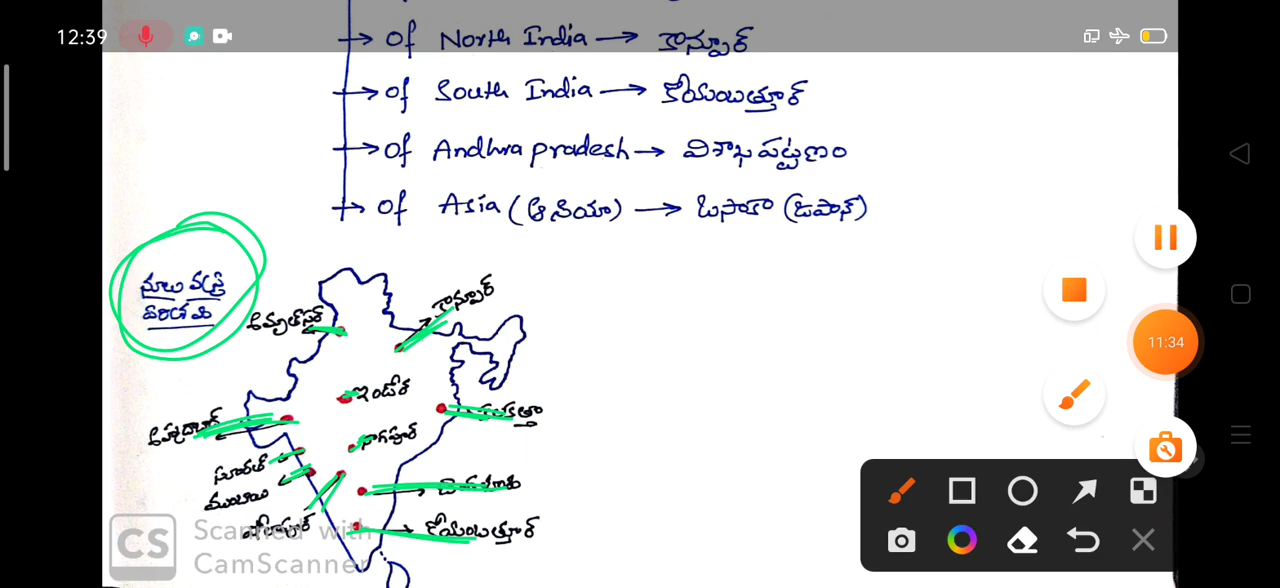 12:39
→ of North India → కాన్పూర్
→ of South India → కోయంబత్తూర్
→ of Andhra pradesh → విశాఖపట్టణం
→ of Asia (ఆసియా) → ఒసాకా (జపాన్)
నూలు వస్త్ర
పరిశ్రమ
అమృత్‌సర్
కాన్పూర్
ఇండోర్
అహ్మదాబాద్
కలకత్తా
నాగపూర్
సూరత్
ముంబాయి
షోలాపూర్
కోయంబత్తూర్
11:34
CS Scanned with
CamScanner